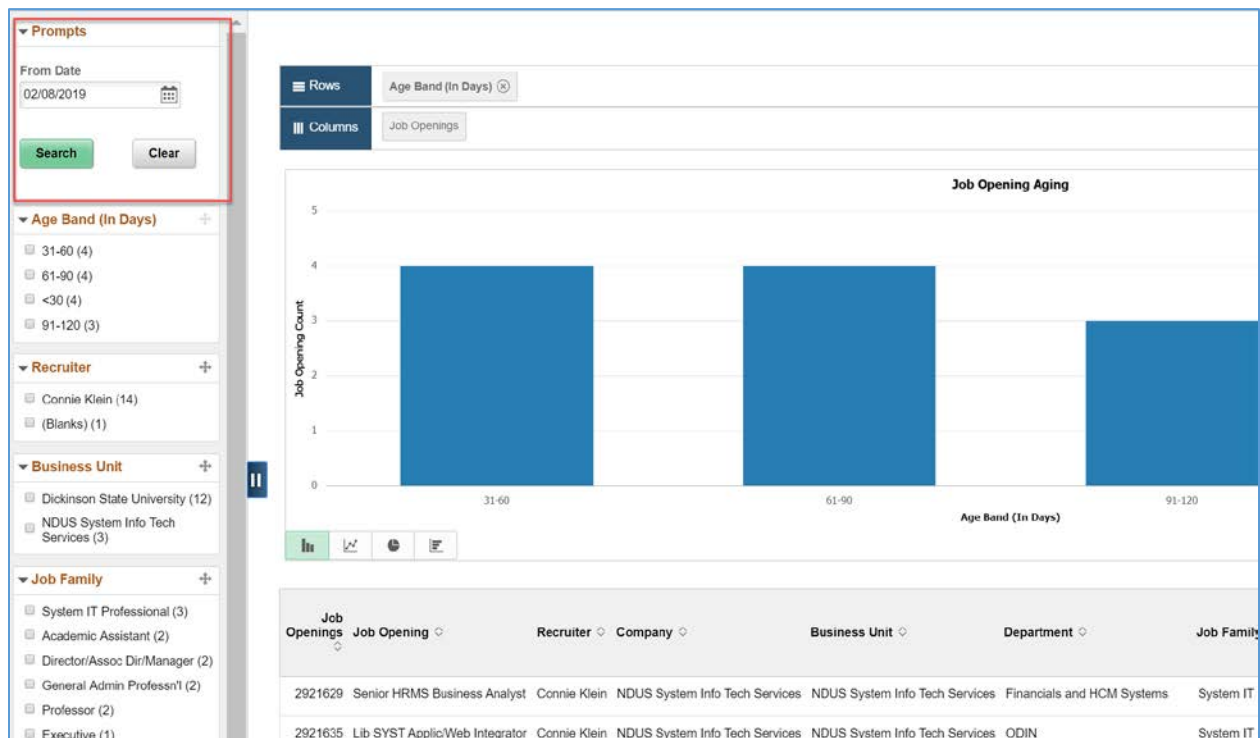 Prompts
From Date
02/08/2019
Search Clear
Age Band (In Days)
31-60 (4)
61-90 (4)
<30 (4)
91-120 (3)
Recruiter
Connie Klein (14)
(Blanks) (1)
Business Unit
Dickinson State University (12)
NDUS System Info Tech
Services (3)
Job Family
System IT Professional (3)
Academic Assistant (2)
Director/Assoc Dir/Manager (2)
General Admin Professn'l (2)
Professor (2)
Executive (1)
Rows Age Band (In Days)
Columns Job Openings
Job Opening Aging
5
4
3
2
1
0
Job Opening Count
31-60 61-90 91-120
Age Band (In Days)
Job
Openings Job Opening Recruiter Company Business Unit Department Job Family
2921629 Senior HRMS Business Analyst Connie Klein NDUS System Info Tech Services NDUS System Info Tech Services Financials and HCM Systems System IT
2921635 Lib SYST Applic/Web Integrator Connie Klein NDUS System Info Tech Services NDUS System Info Tech Services ODIN System IT